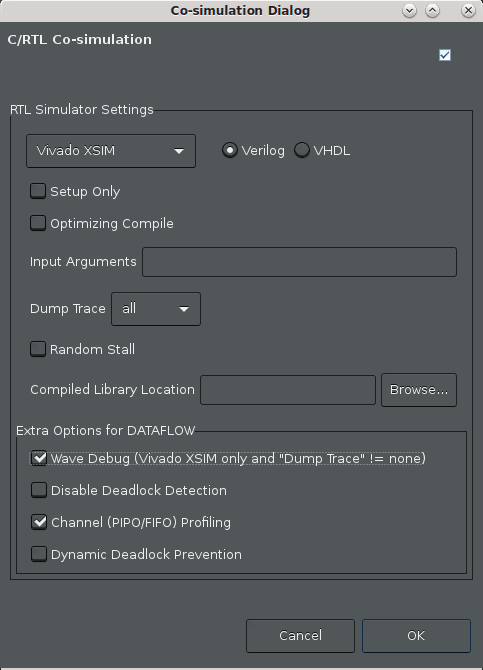 Co-simulation Dialog
C/RTL Co-simulation
RTL Simulator Settings
Vivado XSIM Verilog VHDL
Setup Only
Optimizing Compile
Input Arguments
Dump Trace all
Random Stall
Compiled Library Location Browse...
Extra Options for DATAFLOW
Wave Debug (Vivado XSIM only and "Dump Trace" != none)
Disable Deadlock Detection
Channel (PIPO/FIFO) Profiling
Dynamic Deadlock Prevention
Cancel OK